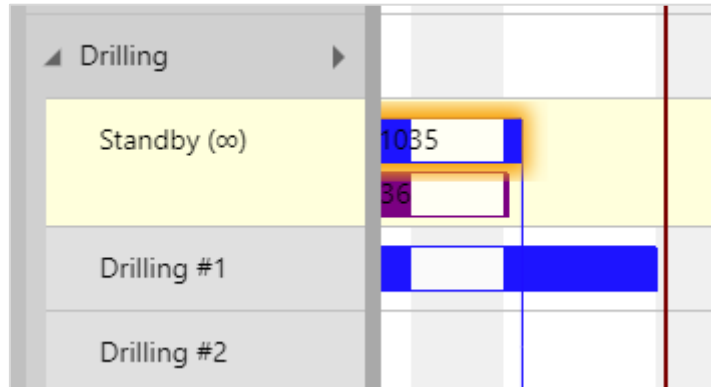 Drilling
Standby (∞) 1035
36
Drilling #1
Drilling #2